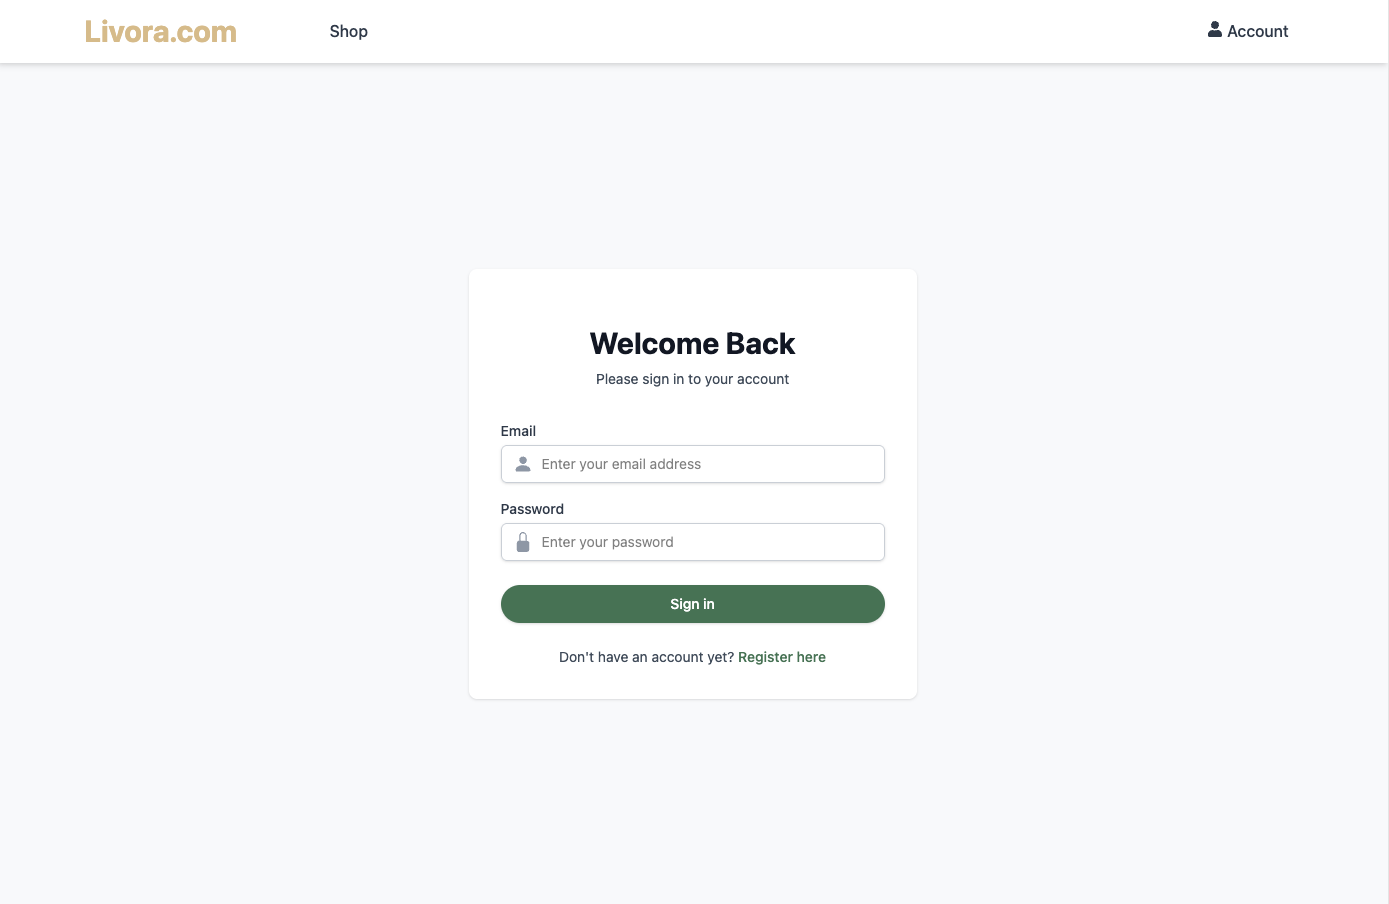 Livora.com
Shop
Account
Welcome Back
Please sign in to your account
Email
Enter your email address
Password
Enter your password
Sign in
Don't have an account yet? Register here